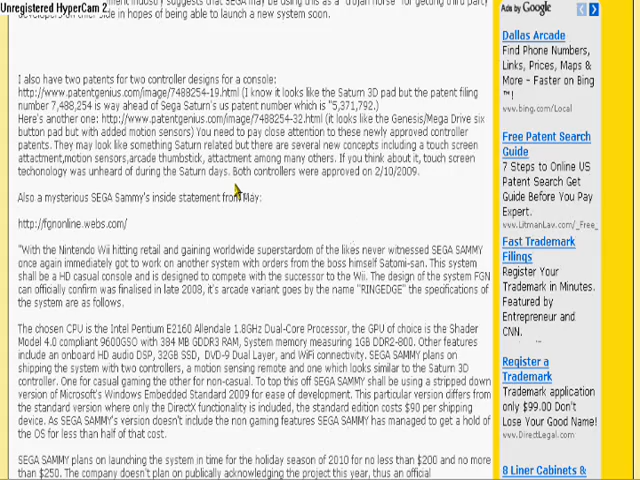 Unregistered HyperCam 2
industry suggests that SEGA may be using this as a "trojan horse" for getting third party
in hopes of being able to launch a new system soon.
I also have two patents for two controller designs for a console:
http://www.patentgenius.com/image/7488254-19.html (I know it looks like the Saturn 3D pad but the patent filing
number 7,488,254 is way ahead of Sega Saturn's us patent number which is "5,371,792.)
Here's another one: http://www.patentgenius.com/image/7488254-32.html (it looks like the Genesis/Mega Drive six
button pad but with added motion sensors) You need to pay close attention to these newly approved controller
patents. They may look like something Saturn related but there are several new concepts including a touch screen
attactment,motion sensors,arcade thumbstick, attactment among many others. If you think about it, touch screen
techonology was unheard of during the Saturn days. Both controllers were approved on 2/10/2009.
Also a mysterious SEGA Sammy's inside statement from May:
http://fgnonline.webs.com/
"With the Nintendo Wii hitting retail and gaining worldwide superstardom of the likes never witnessed SEGA SAMMY
once again immediately got to work on another system with orders from the boss himself Satomi-san. This system
shall be a HD casual console and is designed to compete with the successor to the Wii. The design of the system FGN
can officially confirm was finalised in late 2008, it's arcade variant goes by the name "RINGEDGE" the specifications of
the system are as follows.
The chosen CPU is the Intel Pentium E2160 Allendale 1.8GHz Dual-Core Processor, the GPU of choice is the Shader
Model 4.0 compliant 9600GSO with 384 MB GDDR3 RAM, System memory measuring 1GB DDR2-800. Other features
include an onboard HD audio DSP, 32GB SSD, DVD-9 Dual Layer, and WiFi connectivity. SEGA SAMMY plans on
shipping the system with two controllers, a motion sensing remote and one which looks similar to the Saturn 3D
controller. One for casual gaming the other for non-casual. To top this off SEGA SAMMY shall be using a stripped down
version of Microsoft's Windows Embedded Standard 2009 for ease of development. This particular version differs from
the standard version where only the DirectX functionality is included, the standard edition costs $90 per shipping
device. As SEGA SAMMY's version doesn't include the non gaming features SEGA SAMMY has managed to get a hold of
the OS for less than half of that cost.
SEGA SAMMY plans on launching the system in time for the holiday season of 2010 for no less than $200 and no more
than $250. The company doesn't plan on publically acknowledging the project this year, thus an official
Ads by Google
Dallas Arcade
Find Phone Numbers,
Links, Prices, Maps &
More - Faster on Bing
™!
www.bing.com/Local
Free Patent Search
Guide
7 Steps to Online US
Patent Search Get
Guide Before You
Pay Expert.
www.LitmanLaw.com/_Free_
Fast Trademark
Filings
Register Your
Trademark in Minutes.
Featured by
Entrepreneur and
CNN.
Register a
Trademark
Trademark application
only $99.00 Don't
Lose Your Good Name!
www.DirectLegal.com
8 Liner Cabinets &